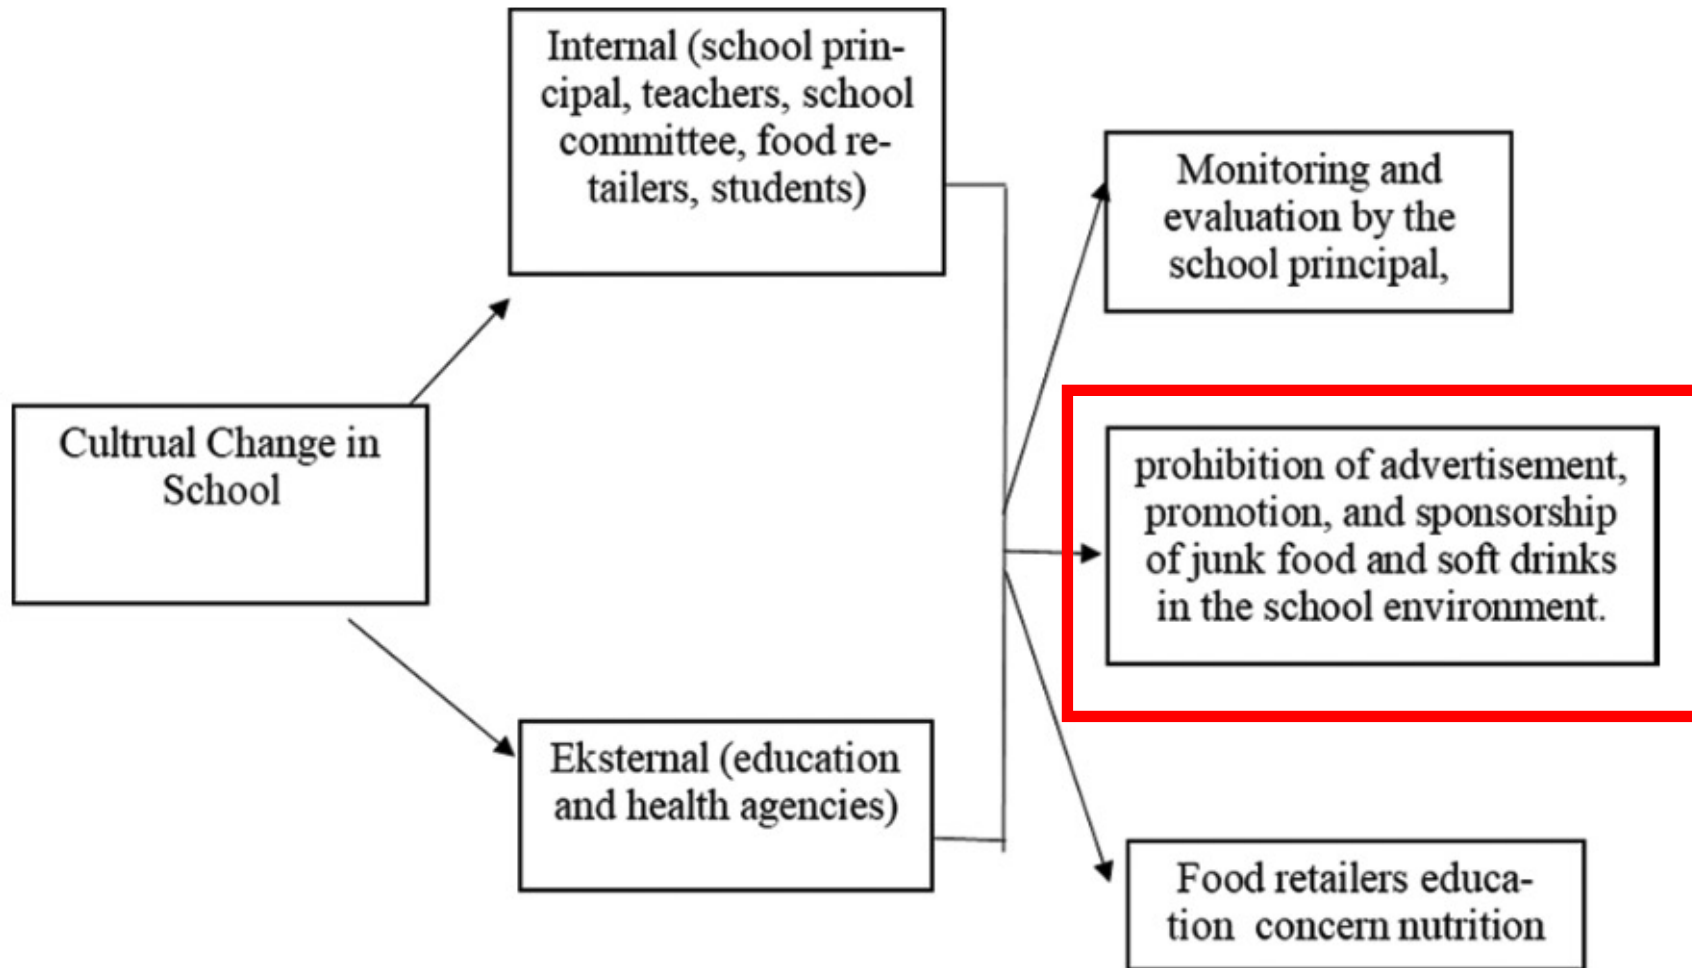 Internal (school prin-
cipal, teachers, school
committee, food re-
tailers, students)
Monitoring and
evaluation by the
school principal,
Cultrual Change in
School
prohibition of advertisement,
promotion, and sponsorship
of junk food and soft drinks
in the school environment.
Eksternal (education
and health agencies)
Food retailers educa-
tion concern nutrition